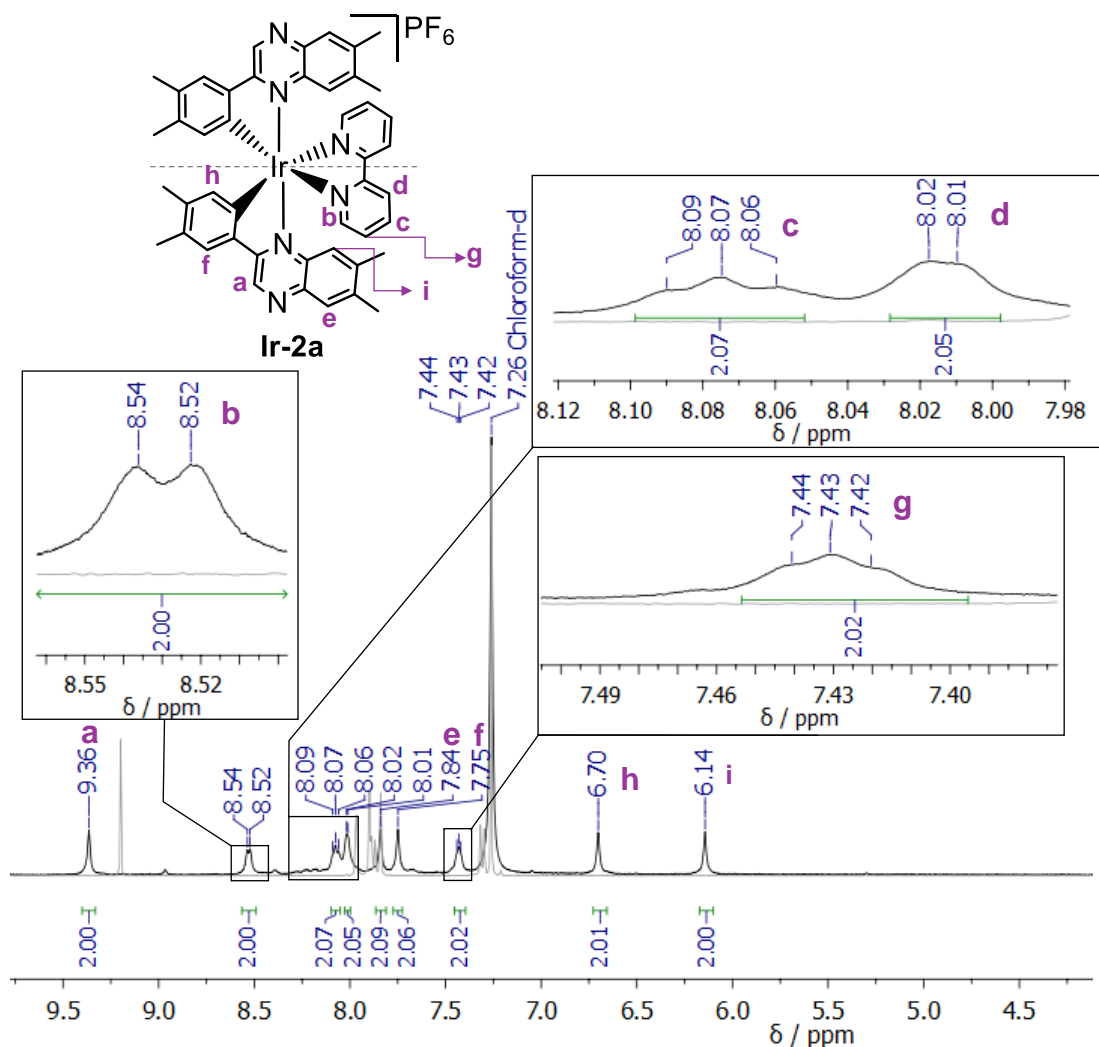 PF6
N
N
N
N
Ir
N
N
N
h
d
b
c
g
f
a
i
e
Ir-2a
8.54
8.52
b
8.55
8.52
δ / ppm
2.00
7.44
7.43
7.42
7.26 Chloroform-d
8.09
8.07
8.06
c
8.02
8.01
d
2.07
2.05
8.12
8.10
8.08
8.06
8.04
8.02
8.00
7.98
δ / ppm
7.44
7.43
7.42
g
2.02
7.49
7.46
7.43
7.40
δ / ppm
a
9.36
8.54
8.52
8.09
8.07
8.06
8.02
8.01
7.84
7.75
e
f
h
6.70
i
6.14
2.00
2.00
2.07
2.05
2.09
2.06
2.02
2.01
2.00
9.5
9.0
8.5
8.0
7.5
7.0
6.5
6.0
5.5
5.0
4.5
δ / ppm